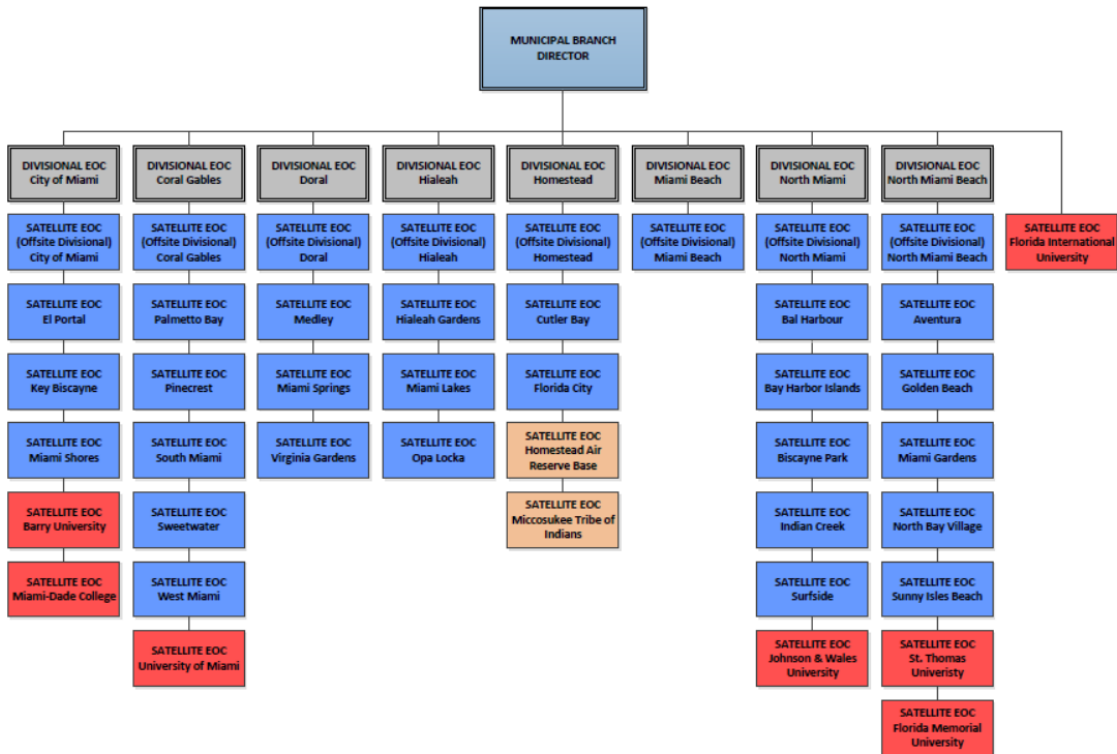 MUNICIPAL BRANCH
DIRECTOR
DIVISIONAL EOC
City of Miami
DIVISIONAL EOC
Coral Gables
DIVISIONAL EOC
Doral
DIVISIONAL EOC
Hialeah
DIVISIONAL EOC
Homestead
DIVISIONAL EOC
Miami Beach
DIVISIONAL EOC
North Miami
DIVISIONAL EOC
North Miami Beach
SATELLITE EOC
(Offsite Divisional)
City of Miami
SATELLITE EOC
(Offsite Divisional)
Coral Gables
SATELLITE EOC
(Offsite Divisional)
Doral
SATELLITE EOC
(Offsite Divisional)
Hialeah
SATELLITE EOC
(Offsite Divisional)
Homestead
SATELLITE EOC
(Offsite Divisional)
Miami Beach
SATELLITE EOC
(Offsite Divisional)
North Miami
SATELLITE EOC
(Offsite Divisional)
North Miami Beach
SATELLITE EOC
Florida International
University
SATELLITE EOC
El Portal
SATELLITE EOC
Palmetto Bay
SATELLITE EOC
Medley
SATELLITE EOC
Hialeah Gardens
SATELLITE EOC
Cutler Bay
SATELLITE EOC
Bal Harbour
SATELLITE EOC
Aventura
SATELLITE EOC
Key Biscayne
SATELLITE EOC
Pinecrest
SATELLITE EOC
Miami Springs
SATELLITE EOC
Miami Lakes
SATELLITE EOC
Florida City
SATELLITE EOC
Bay Harbor Islands
SATELLITE EOC
Golden Beach
SATELLITE EOC
Miami Shores
SATELLITE EOC
South Miami
SATELLITE EOC
Virginia Gardens
SATELLITE EOC
Opa Locka
SATELLITE EOC
Homestead Air
Reserve Base
SATELLITE EOC
Biscayne Park
SATELLITE EOC
Miami Gardens
SATELLITE EOC
Barry University
SATELLITE EOC
Sweetwater
SATELLITE EOC
Miccosukee Tribe of
Indians
SATELLITE EOC
Indian Creek
SATELLITE EOC
North Bay Village
SATELLITE EOC
Miami-Dade College
SATELLITE EOC
West Miami
SATELLITE EOC
Surfside
SATELLITE EOC
Sunny Isles Beach
SATELLITE EOC
University of Miami
SATELLITE EOC
Johnson & Wales
University
SATELLITE EOC
St. Thomas
Univeristy
SATELLITE EOC
Florida Memorial
University